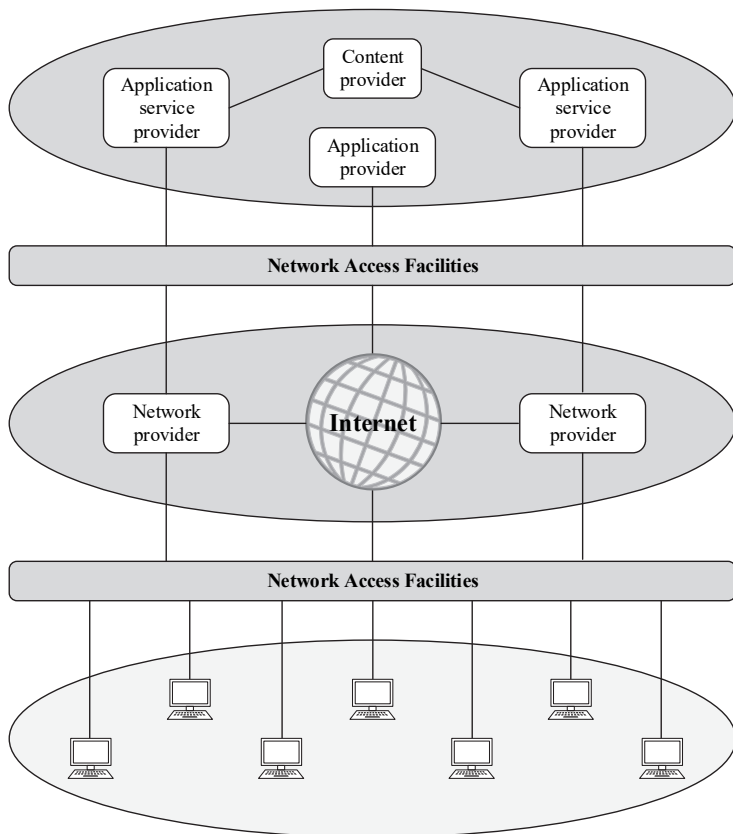 Content
provider
Application
service
provider
Application
service
provider
Application
provider
Network Access Facilities
Network
provider
Internet
Network
provider
Network Access Facilities